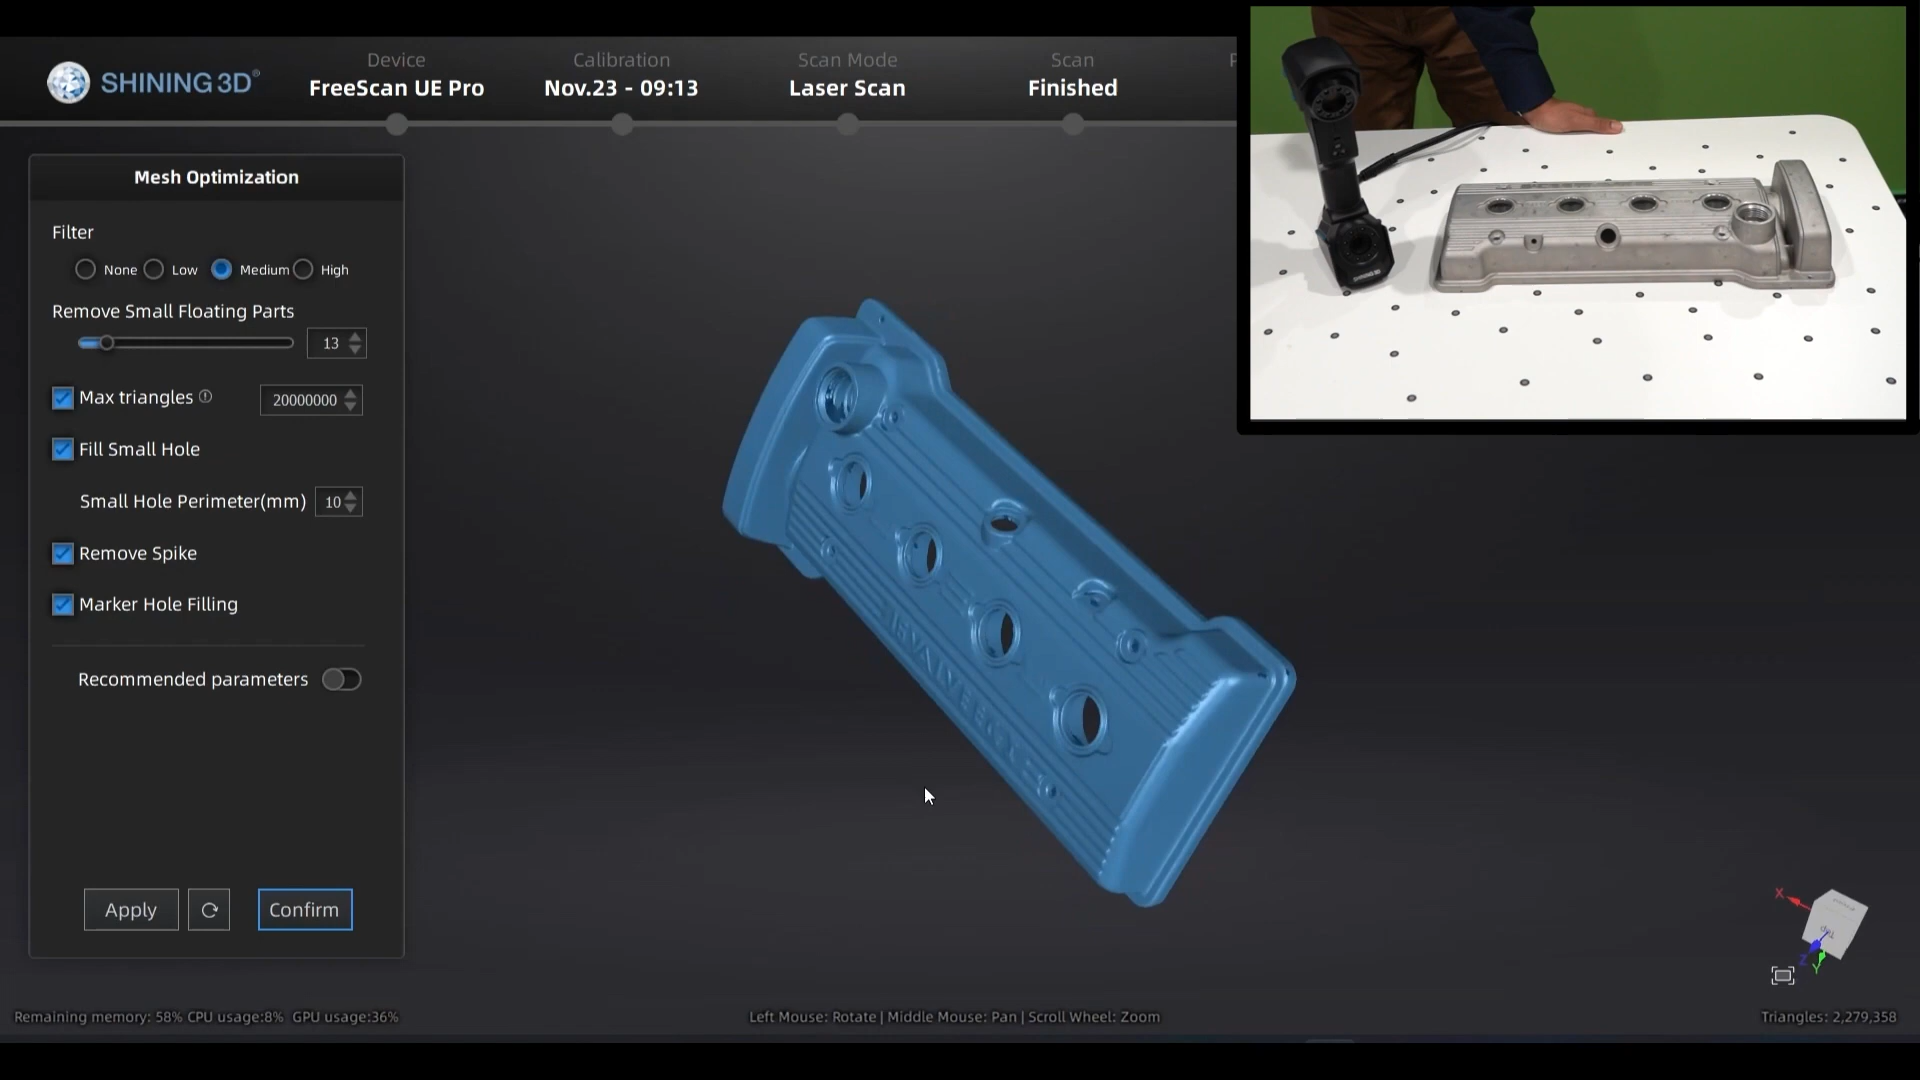 SHINING 3D®
Device
FreeScan UE Pro
Calibration
Nov.23 - 09:13
Scan Mode
Laser Scan
Scan
Finished
P
Mesh Optimization
Filter
None Low Medium High
Remove Small Floating Parts
13
Max triangles 20000000
Fill Small Hole
Small Hole Perimeter(mm) 10
Remove Spike
Marker Hole Filling
Recommended parameters
Apply Confirm
SHINING 3D
X
Top
Z
Y
Remaining memory: 58% CPU usage:8% GPU usage:36%
Left Mouse: Rotate | Middle Mouse: Pan | Scroll Wheel: Zoom
Triangles: 2,279,358